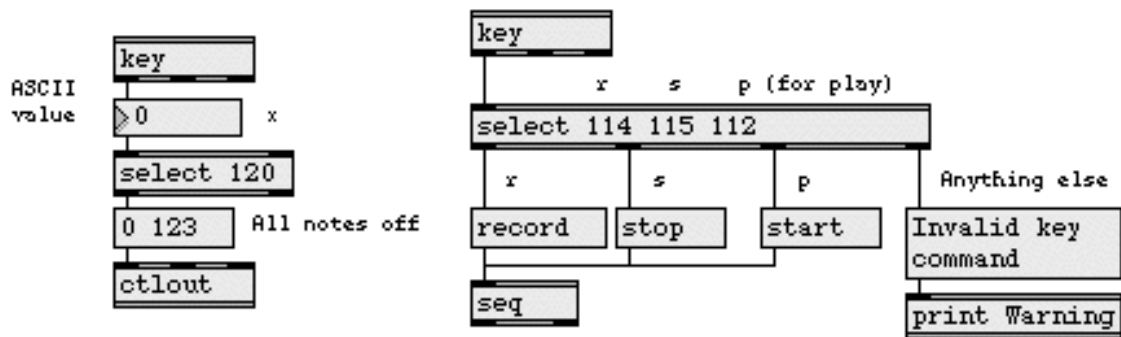 key
ASCII
value
0
x
select 120
0 123
All notes off
ctlout
key
r s p (for play)
select 114 115 112
r s p Anything else
record stop start Invalid key
command
seq
print Warning